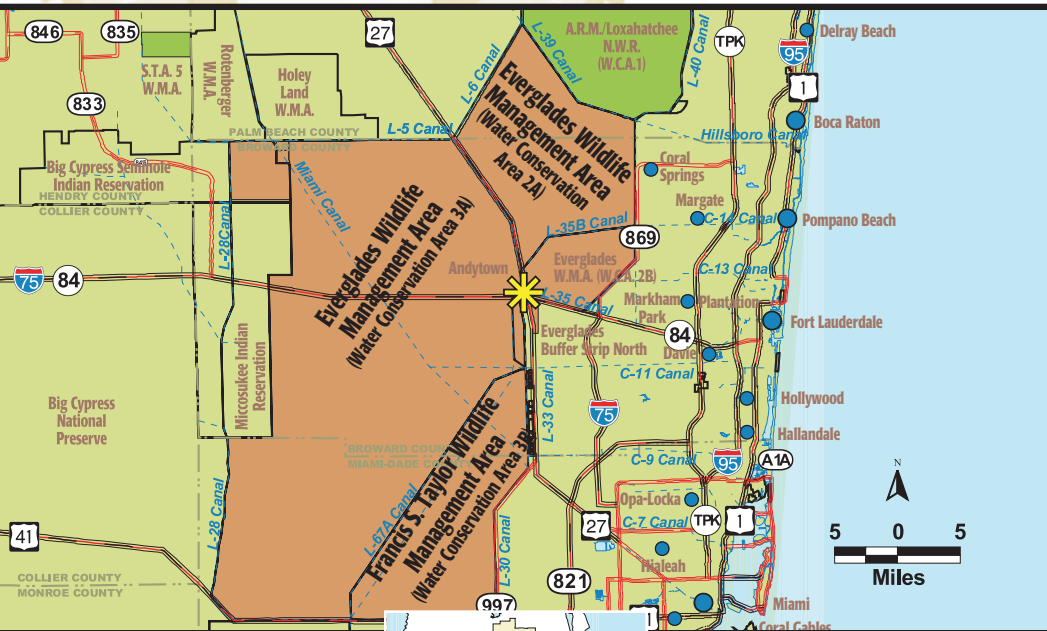 846
835
27
A.R.M./Loxahatchee
N.W.R.
(W.C.A.1)
L-39 Canal
L-40 Canal
TPK
95
1
Delray Beach
S.T.A. 5
W.M.A.
Rotenberger
W.M.A.
Holey
Land
W.M.A.
L-6 Canal
833
Everglades Wildlife
Management Area
(Water Conservation
Area 2A)
Boca Raton
PALM BEACH COUNTY
BROWARD COUNTY
L-5 Canal
Hillsboro Canal
Big Cypress Seminole
Indian Reservation
HENDRY COUNTY
COLLIER COUNTY
Miami Canal
Coral
Springs
Margate
C-14 Canal
Pompano Beach
L-28Canal
Everglades Wildlife
Management Area
(Water Conservation Area 3A)
L-35B Canal
869
Everglades
W.M.A. (W.C.A. 2B)
C-13 Canal
75
84
Andytown
L-35 Canal
Markham
Park
Plantation
Fort Lauderdale
84
Everglades
Buffer Strip North
Davie
C-11 Canal
Miccosukee Indian
Reservation
Big Cypress
National
Preserve
L-33 Canal
75
Hollywood
Hallandale
BROWARD COUNTY
MIAMI-DADE COUNTY
Francis S. Taylor Wildlife
Management Area
(Water Conservation Area 3B)
C-9 Canal
95
A1A
N
L-28 Canal
L-67A Canal
L-30 Canal
Opa-Locka
41
27
C-7 Canal
TPK
1
5 0 5
Miles
Hialeah
COLLIER COUNTY
MONROE COUNTY
821
997
1
Miami
Coral Gables